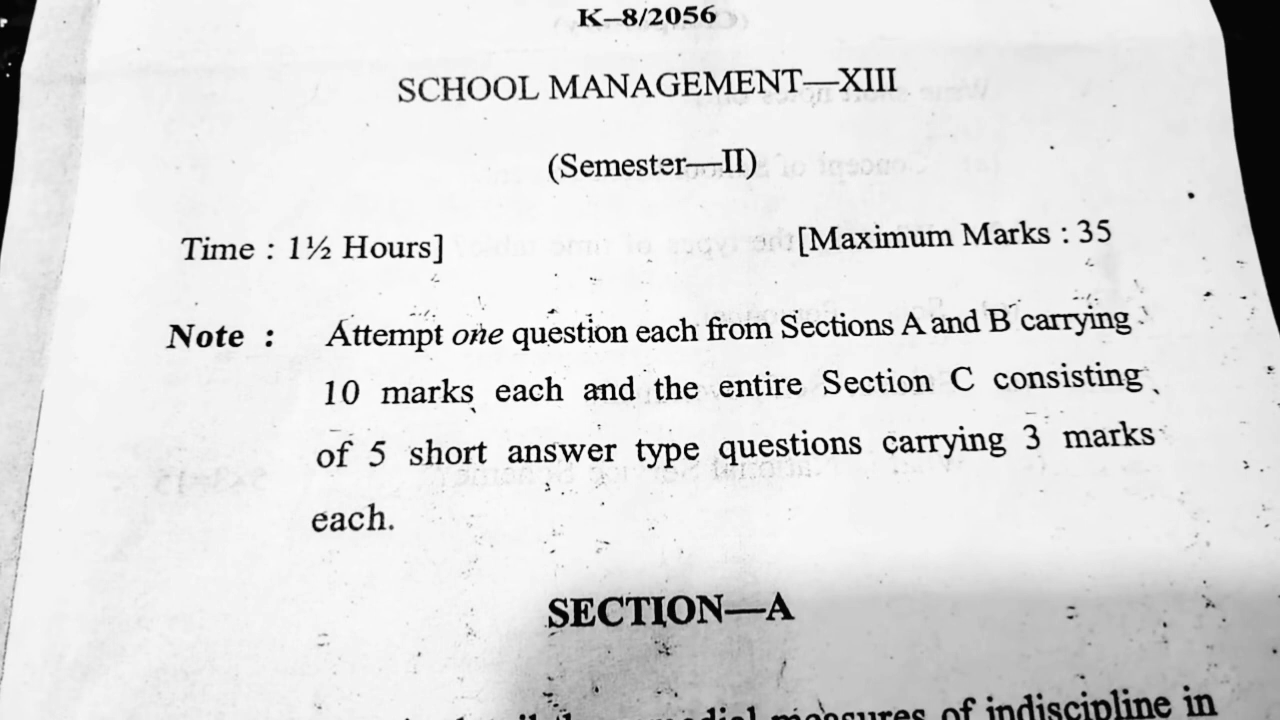 K–8/2056
SCHOOL MANAGEMENT—XIII
(Semester—II)
Time : 1½ Hours] [Maximum Marks : 35
Note : Attempt one question each from Sections A and B carrying
10 marks each and the entire Section C consisting
of 5 short answer type questions carrying 3 marks
each.
SECTION—A
measures of indiscipline in